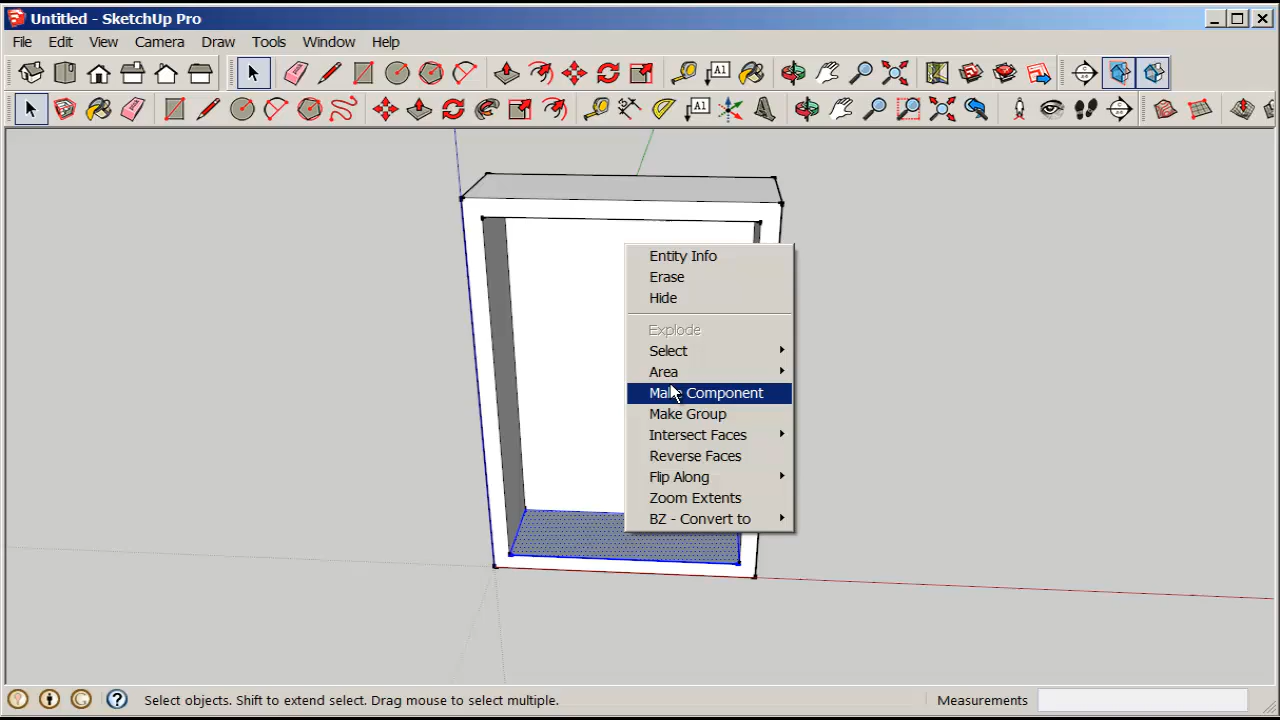 Untitled - SketchUp Pro
File Edit View Camera Draw Tools Window Help
A1
A1
Entity Info
Erase
Hide
Explode
Select
Area
Make Component
Make Group
Intersect Faces
Reverse Faces
Flip Along
Zoom Extents
BZ - Convert to
Select objects. Shift to extend select. Drag mouse to select multiple. Measurements